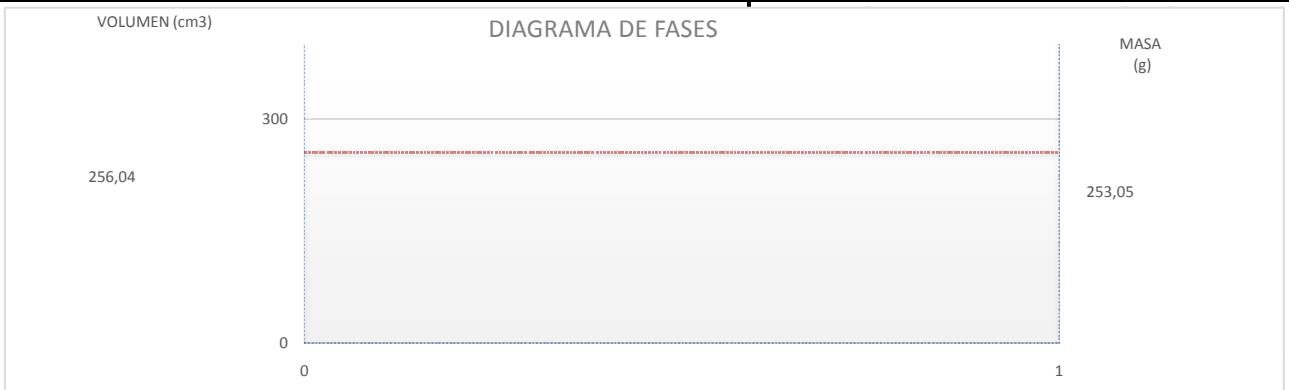 VOLUMEN (cm3)
DIAGRAMA DE FASES
MASA
(g)
300
256,04
253,05
0
0
1